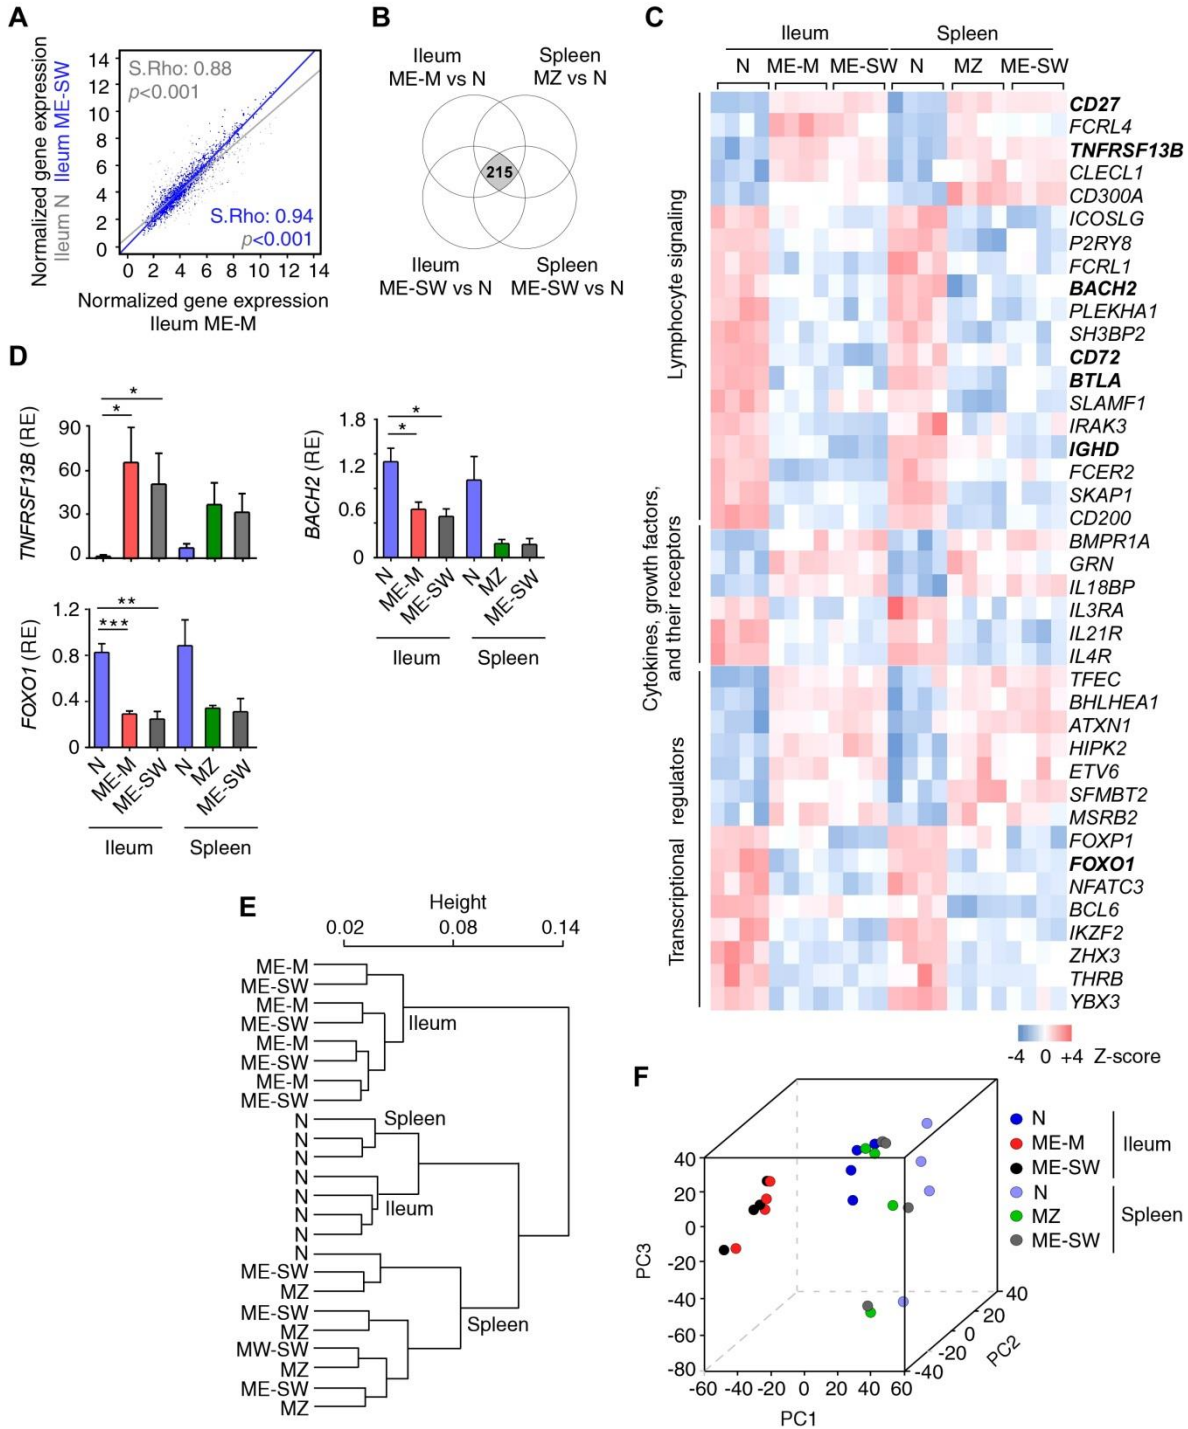 A
Normalized gene expression
Ileum N Ileum ME-SW
14
12
10
8
6
4
2
0
S.Rho: 0.88
p<0.001
S.Rho: 0.94
p<0.001
0 2 4 6 8 10 12 14
Normalized gene expression
Ileum ME-M
B
Ileum
ME-M vs N
Spleen
MZ vs N
215
Ileum
ME-SW vs N
Spleen
ME-SW vs N
C
Ileum Spleen
N ME-M ME-SW N MZ ME-SW
Lymphocyte signaling
CD27
FCRL4
TNFRSF13B
CLECL1
CD300A
ICOSLG
P2RY8
FCRL1
BACH2
PLEKHA1
SH3BP2
CD72
BTLA
SLAMF1
IRAK3
IGHD
FCER2
SKAP1
CD200
Cytokines, growth factors,
and their receptors
BMPR1A
GRN
IL18BP
IL3RA
IL21R
IL4R
Transcriptional regulators
TFEC
BHLHEA1
ATXN1
HIPK2
ETV6
SFMBT2
MSRB2
FOXP1
FOXO1
NFATC3
BCL6
IKZF2
ZHX3
THRB
YBX3
-4 0 +4 Z-score
D
TNFRSF13B (RE)
90
60
30
0
*
*
BACH2 (RE)
1.8
1.2
0.6
0
*
*
N
ME-M
ME-SW
N
MZ
ME-SW
Ileum Spleen
FOXO1 (RE)
1.2
0.8
0.4
0
**
***
N
ME-M
ME-SW
N
MZ
ME-SW
Ileum Spleen
E
Height
0.02 0.08 0.14
ME-M
ME-SW
ME-M
ME-SW
ME-M
ME-SW
ME-M
ME-SW
Ileum
N
N
N
Spleen
N
N
N
N
Ileum
N
ME-SW
MZ
ME-SW
MZ
MW-SW
MZ
ME-SW
MZ
Spleen
F
40
20
0
-20
-40
-60
-80
PC3
-60 -40 -20 0 20 40 60
PC1
-40
-20
0
20
40
PC2
N
ME-M
ME-SW
Ileum
N
MZ
ME-SW
Spleen